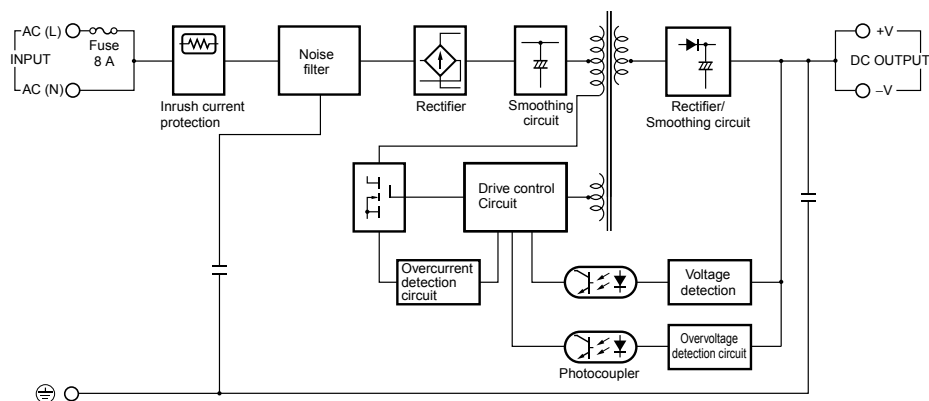 AC (L)
Fuse
8 A
INPUT
AC (N)
Inrush current
protection
Noise
filter
Rectifier
Smoothing
circuit
Rectifier/
Smoothing circuit
+V
DC OUTPUT
–V
Drive control
Circuit
Overcurrent
detection
circuit
Voltage
detection
Overvoltage
detection circuit
Photocoupler